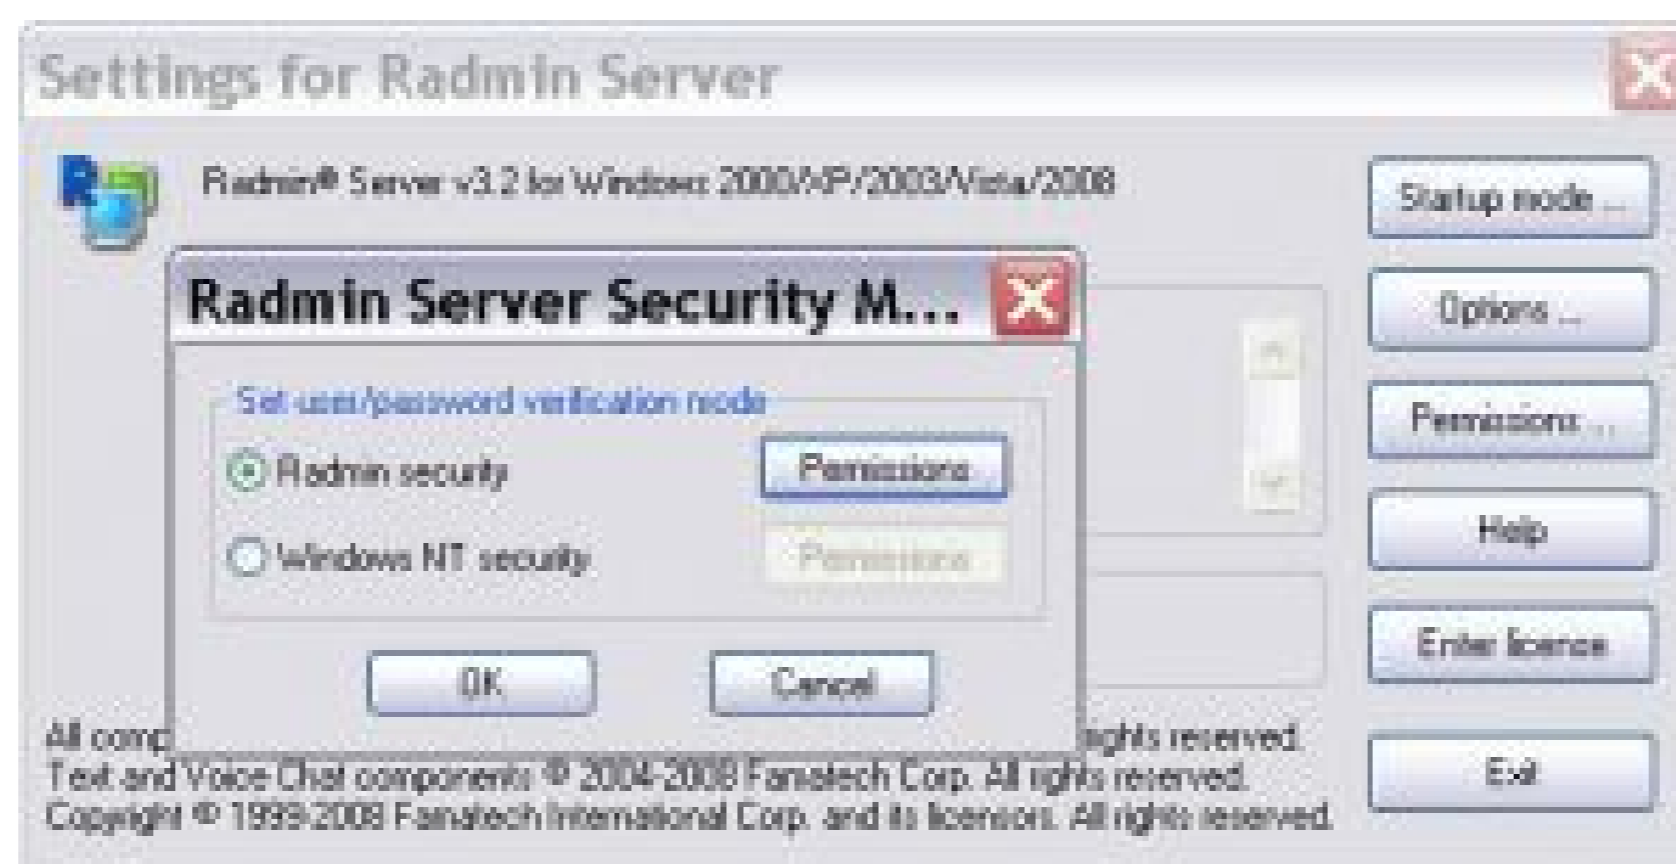 Settings for Radmin Server
Radmin® Server v3.2 for Windows 2000/XP/2003/Vista/2008
Startup mode ...
Options ...
Permissions ...
Help
Enter licence
Exit
Radmin Server Security M...
Set user/password verification mode
Radmin security
Permissions
Windows NT security
Permissions
OK
Cancel
All comp
rights reserved.
Text and Voice Chat components © 2004-2008 Famatech Corp. All rights reserved.
Copyright © 1999-2008 Famatech International Corp. and its licensors. All rights reserved.